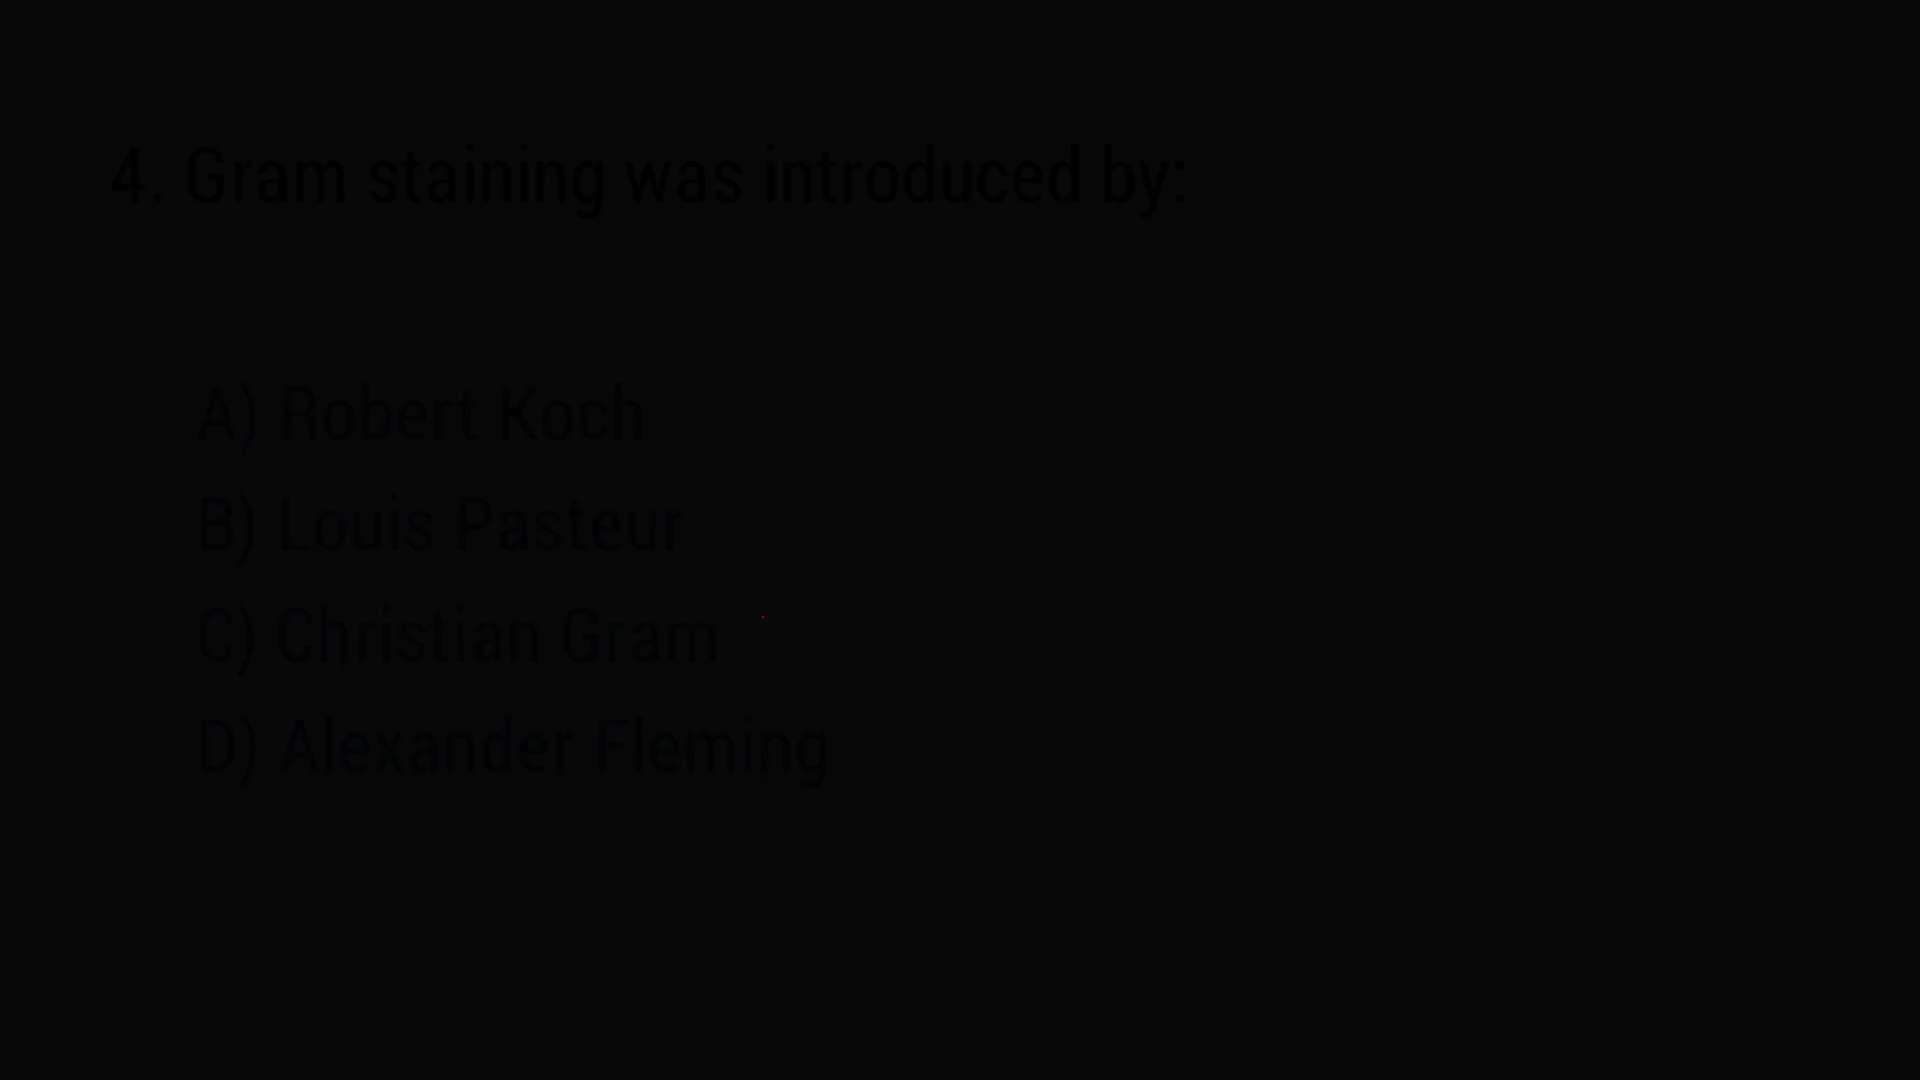 4. Gram staining was introduced by:
A) Robert Koch
B) Louis Pasteur
C) Christian Gram
D) Alexander Fleming